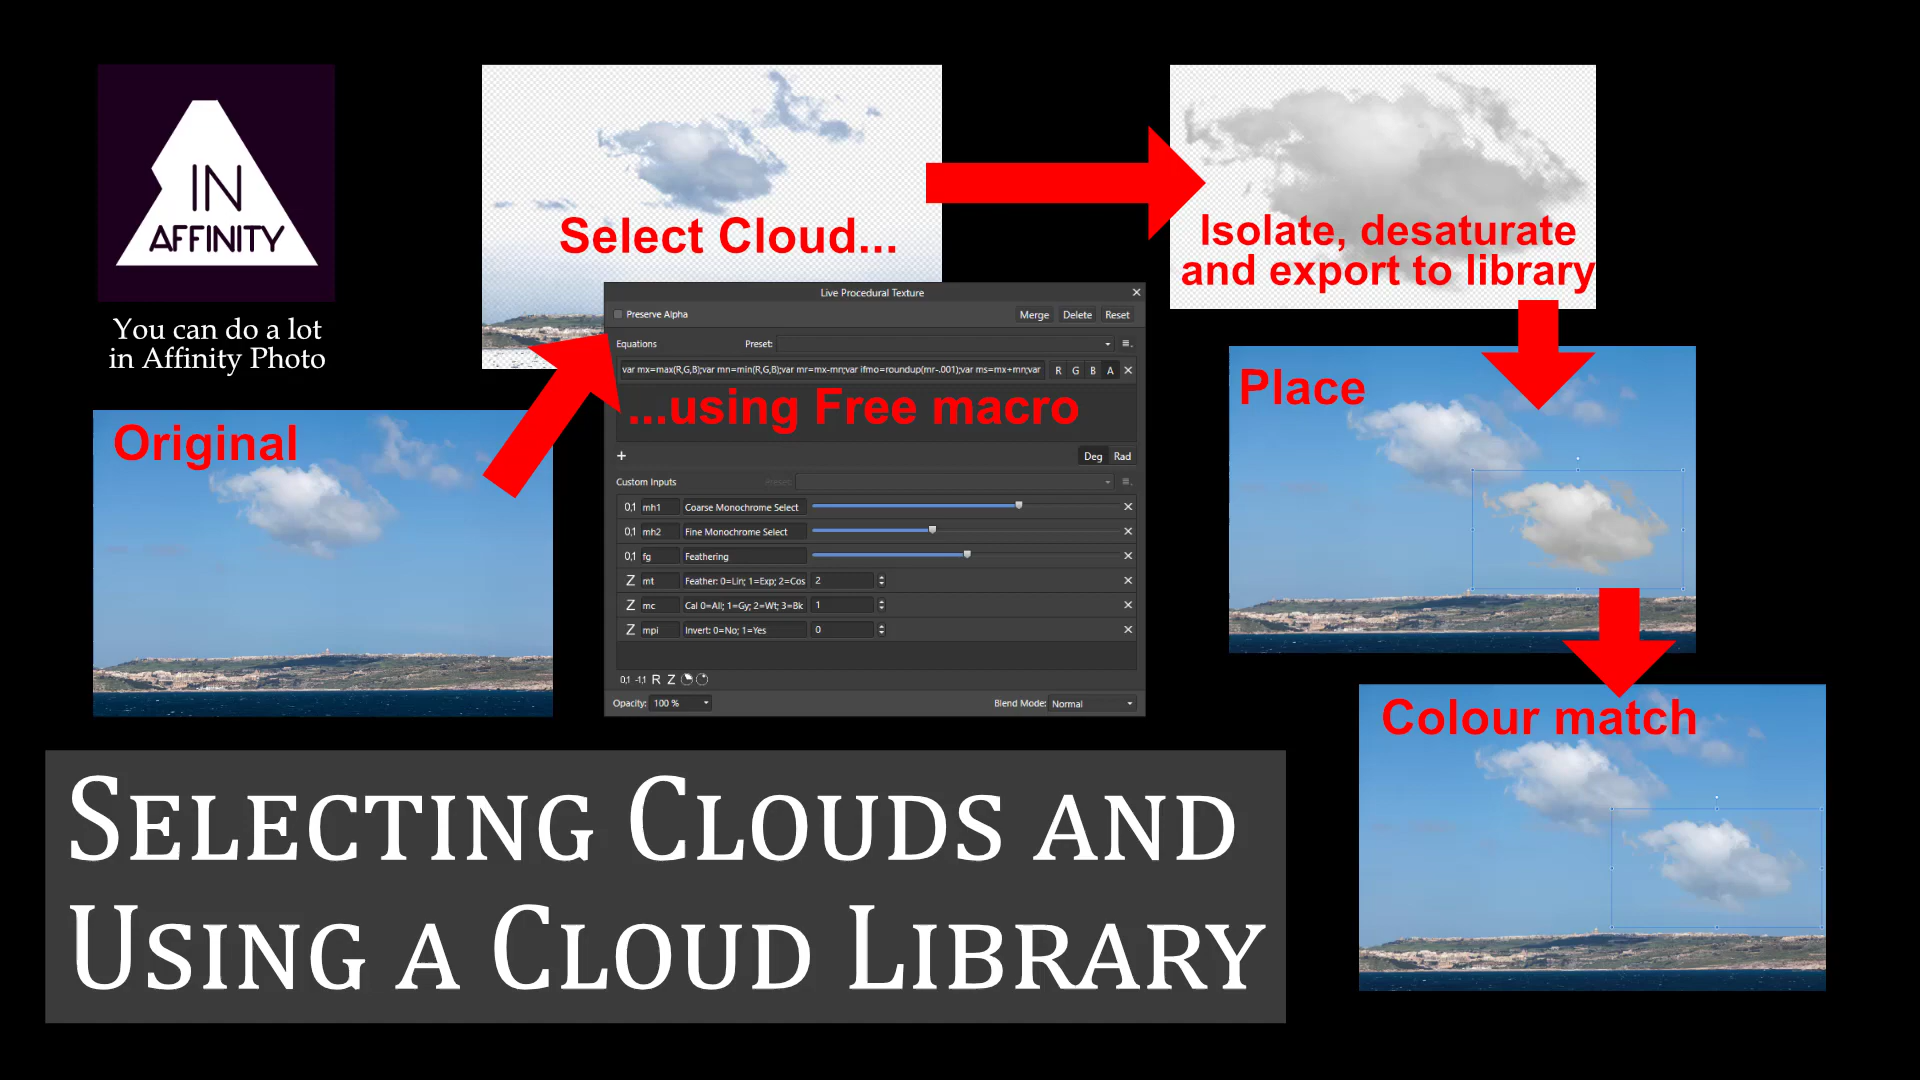 IN
AFFINITY
You can do a lot
in Affinity Photo
Original
Select Cloud...
Live Procedural Texture
Preserve Alpha
Merge Delete Reset
Equations Preset:
var mx=max(R,G,B);var mn=min(R,G,B);var mr=mx-mn;var ifmo=roundup(mr-.001);var ms=mx+mn;var R G B A
...using Free macro
Deg Rad
Custom Inputs Preset:
0,1 mh1 Coarse Monochrome Select
0,1 mh2 Fine Monochrome Select
0,1 fg Feathering
Z mt Feather: 0=Lin; 1=Exp; 2=Cos 2
Z mc Cal 0=All; 1=Gy; 2=Wt; 3=Bk 1
Z mpi Invert: 0=No; 1=Yes 0
0,1 -1,1 R Z
Opacity: 100 % Blend Mode: Normal
Isolate, desaturate
and export to library
Place
Colour match
Selecting Clouds and
Using a Cloud Library